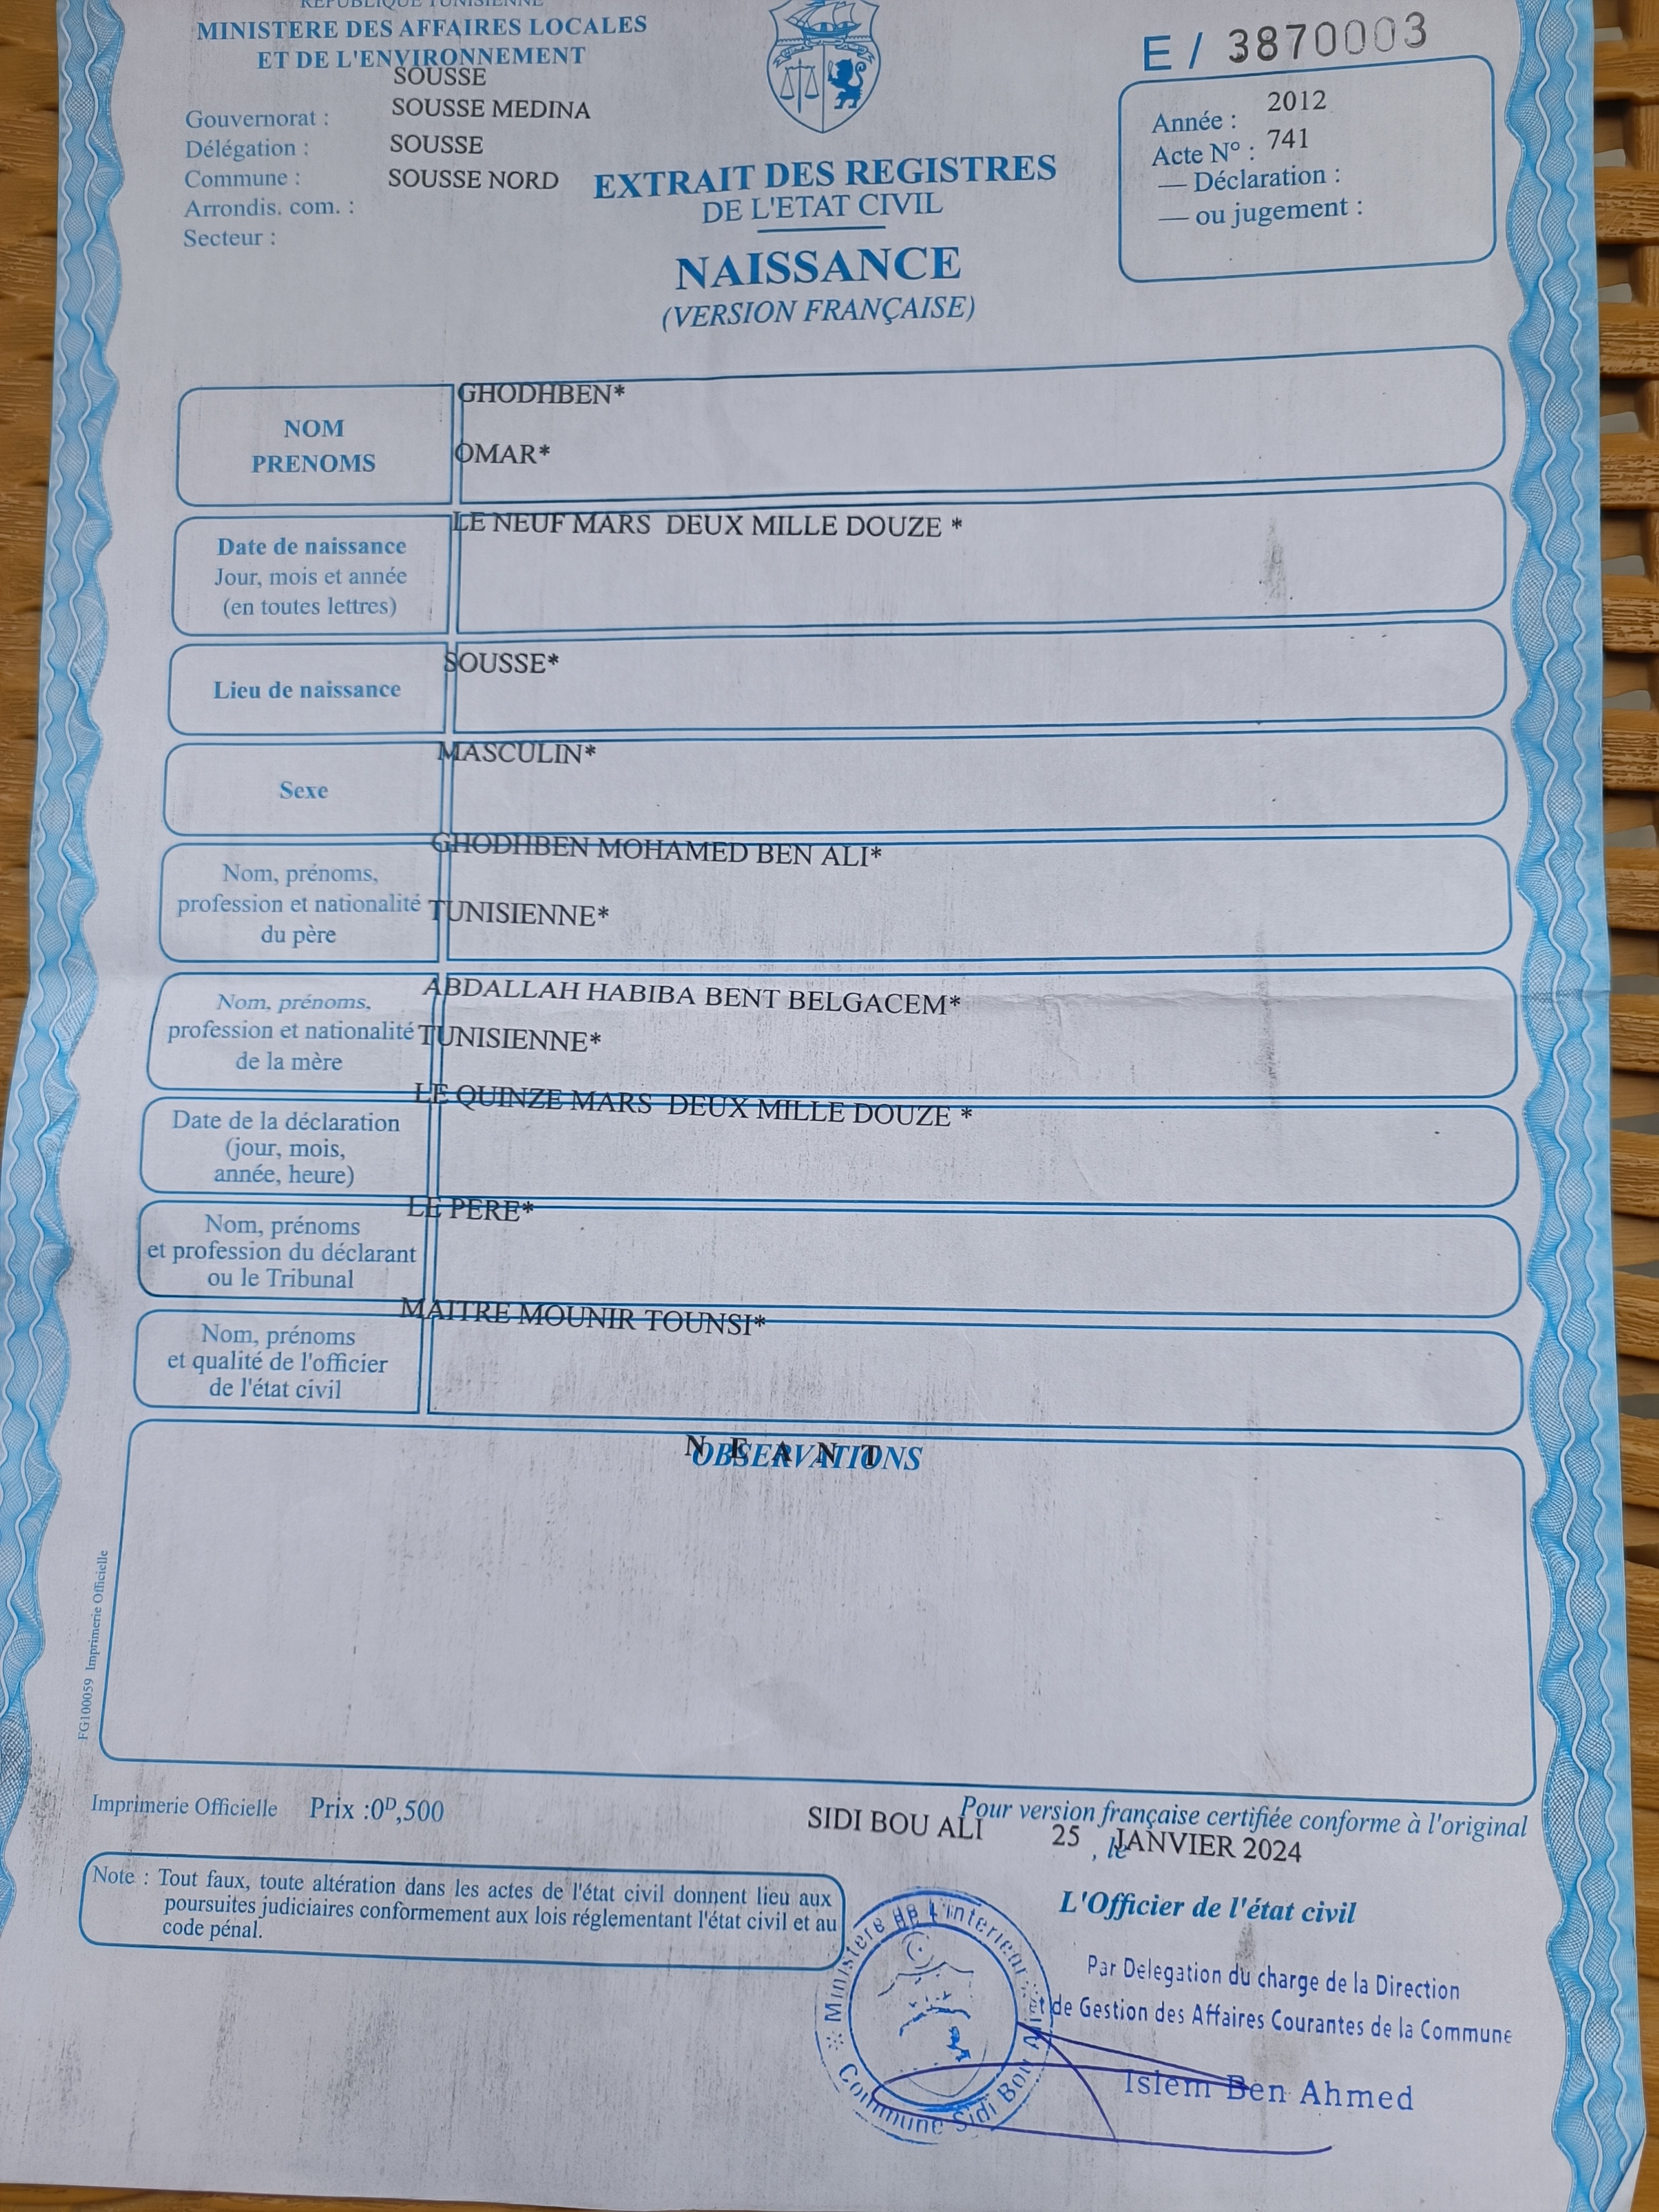 REPUBLIQUE TUNISIENNE
MINISTERE DES AFFAIRES LOCALES
ET DE L'ENVIRONNEMENT
Gouvernorat : SOUSSE
Délégation : SOUSSE MEDINA
Commune : SOUSSE
Arrondis. com. : SOUSSE NORD
Secteur :
E / 3870003
Année : 2012
Acte N° : 741
— Déclaration :
— ou jugement :
EXTRAIT DES REGISTRES
DE L'ETAT CIVIL
NAISSANCE
(VERSION FRANÇAISE)
NOM
PRENOMS
GHODHBEN*
OMAR*
Date de naissance
Jour, mois et année
(en toutes lettres)
LE NEUF MARS DEUX MILLE DOUZE *
Lieu de naissance
SOUSSE*
Sexe
MASCULIN*
Nom, prénoms,
profession et nationalité
du père
GHODHBEN MOHAMED BEN ALI*
TUNISIENNE*
Nom, prénoms,
profession et nationalité
de la mère
ABDALLAH HABIBA BENT BELGACEM*
TUNISIENNE*
Date de la déclaration
(jour, mois,
année, heure)
LE QUINZE MARS DEUX MILLE DOUZE *
Nom, prénoms
et profession du déclarant
ou le Tribunal
LE PERE*
Nom, prénoms
et qualité de l'officier
de l'état civil
MAITRE MOUNIR TOUNSI*
OBSERVATIONS
N E A N T
FG100059 Imprimerie Officielle
Imprimerie Officielle Prix :0ᴰ,500
Pour version française certifiée conforme à l'original
SIDI BOU ALI , le 25 JANVIER 2024
Note : Tout faux, toute altération dans les actes de l'état civil donnent lieu aux
poursuites judiciaires conformement aux lois réglementant l'état civil et au
code pénal.
L'Officier de l'état civil
Par Delegation du charge de la Direction
de Gestion des Affaires Courantes de la Commune
Islem Ben Ahmed
Ministere de L'interieur
Commune Sidi Bou Ali